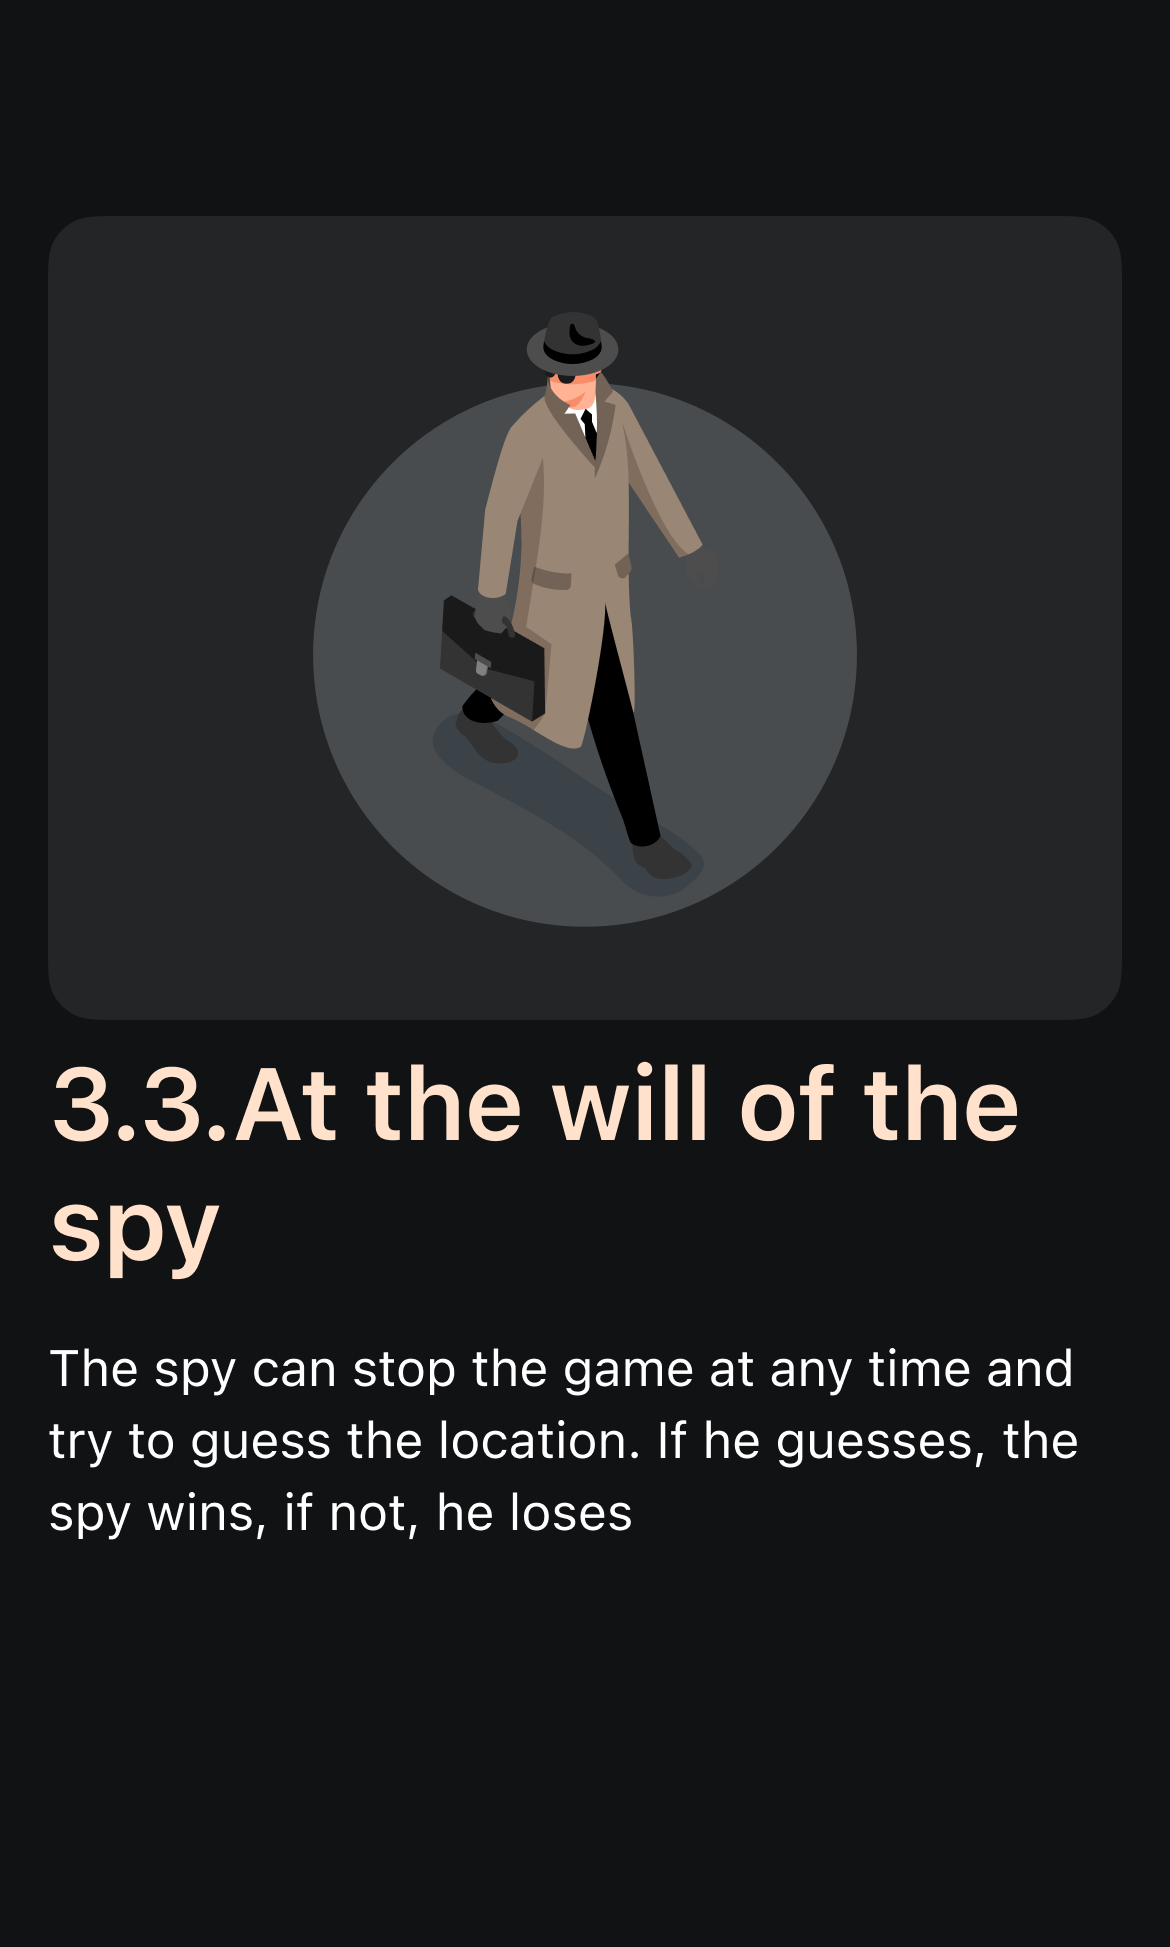 3.3.At the will of the
spy
The spy can stop the game at any time and
try to guess the location. If he guesses, the
spy wins, if not, he loses